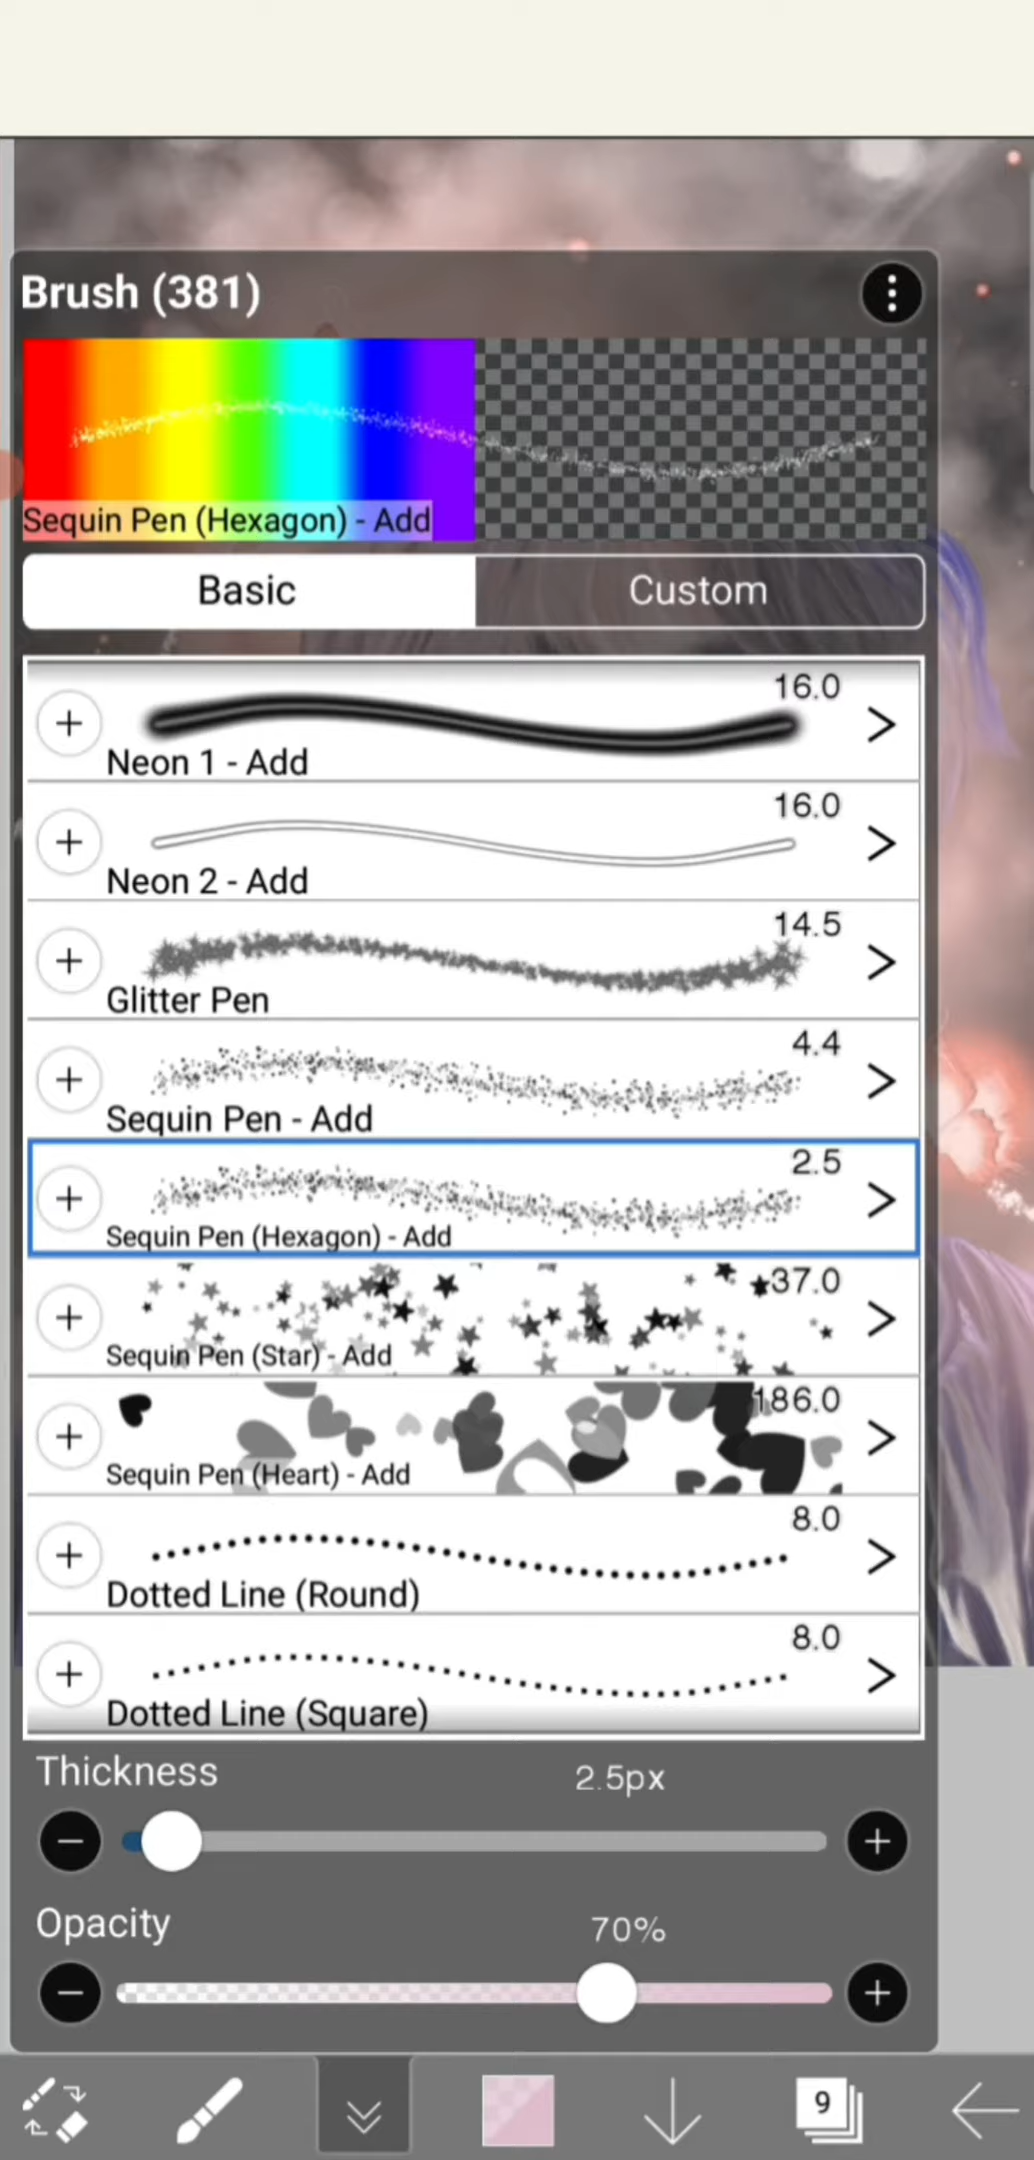 Brush (381)
Sequin Pen (Hexagon) - Add
Basic
Custom
16.0
Neon 1 - Add
16.0
Neon 2 - Add
14.5
Glitter Pen
4.4
Sequin Pen - Add
2.5
Sequin Pen (Hexagon) - Add
37.0
Sequin Pen (Star) - Add
186.0
Sequin Pen (Heart) - Add
8.0
Dotted Line (Round)
8.0
Dotted Line (Square)
Thickness 2.5px
Opacity 70%
9